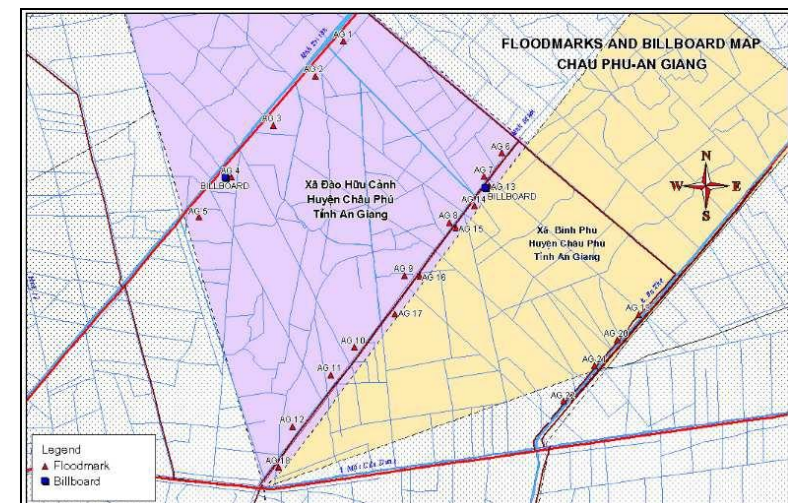 FLOODMARKS AND BILLBOARD MAP
CHAU PHU-AN GIANG
AG 1
AG 2
AG 3
AG 4
BILLBOARD
AG 5
AG 6
AG 7
AG 13
BILLBOARD
AG 14
AG 8
AG 15
AG 9
AG 16
AG 17
AG 10
AG 11
AG 12
AG 18
Xã Đào Hữu Cảnh
Huyện Châu Phú
Tỉnh An Giang
Xã Bình Phú
Huyện Châu Phú
Tỉnh An Giang
N
W
E
S
AG 19
AG 20
AG 21
Legend
Floodmark
Billboard